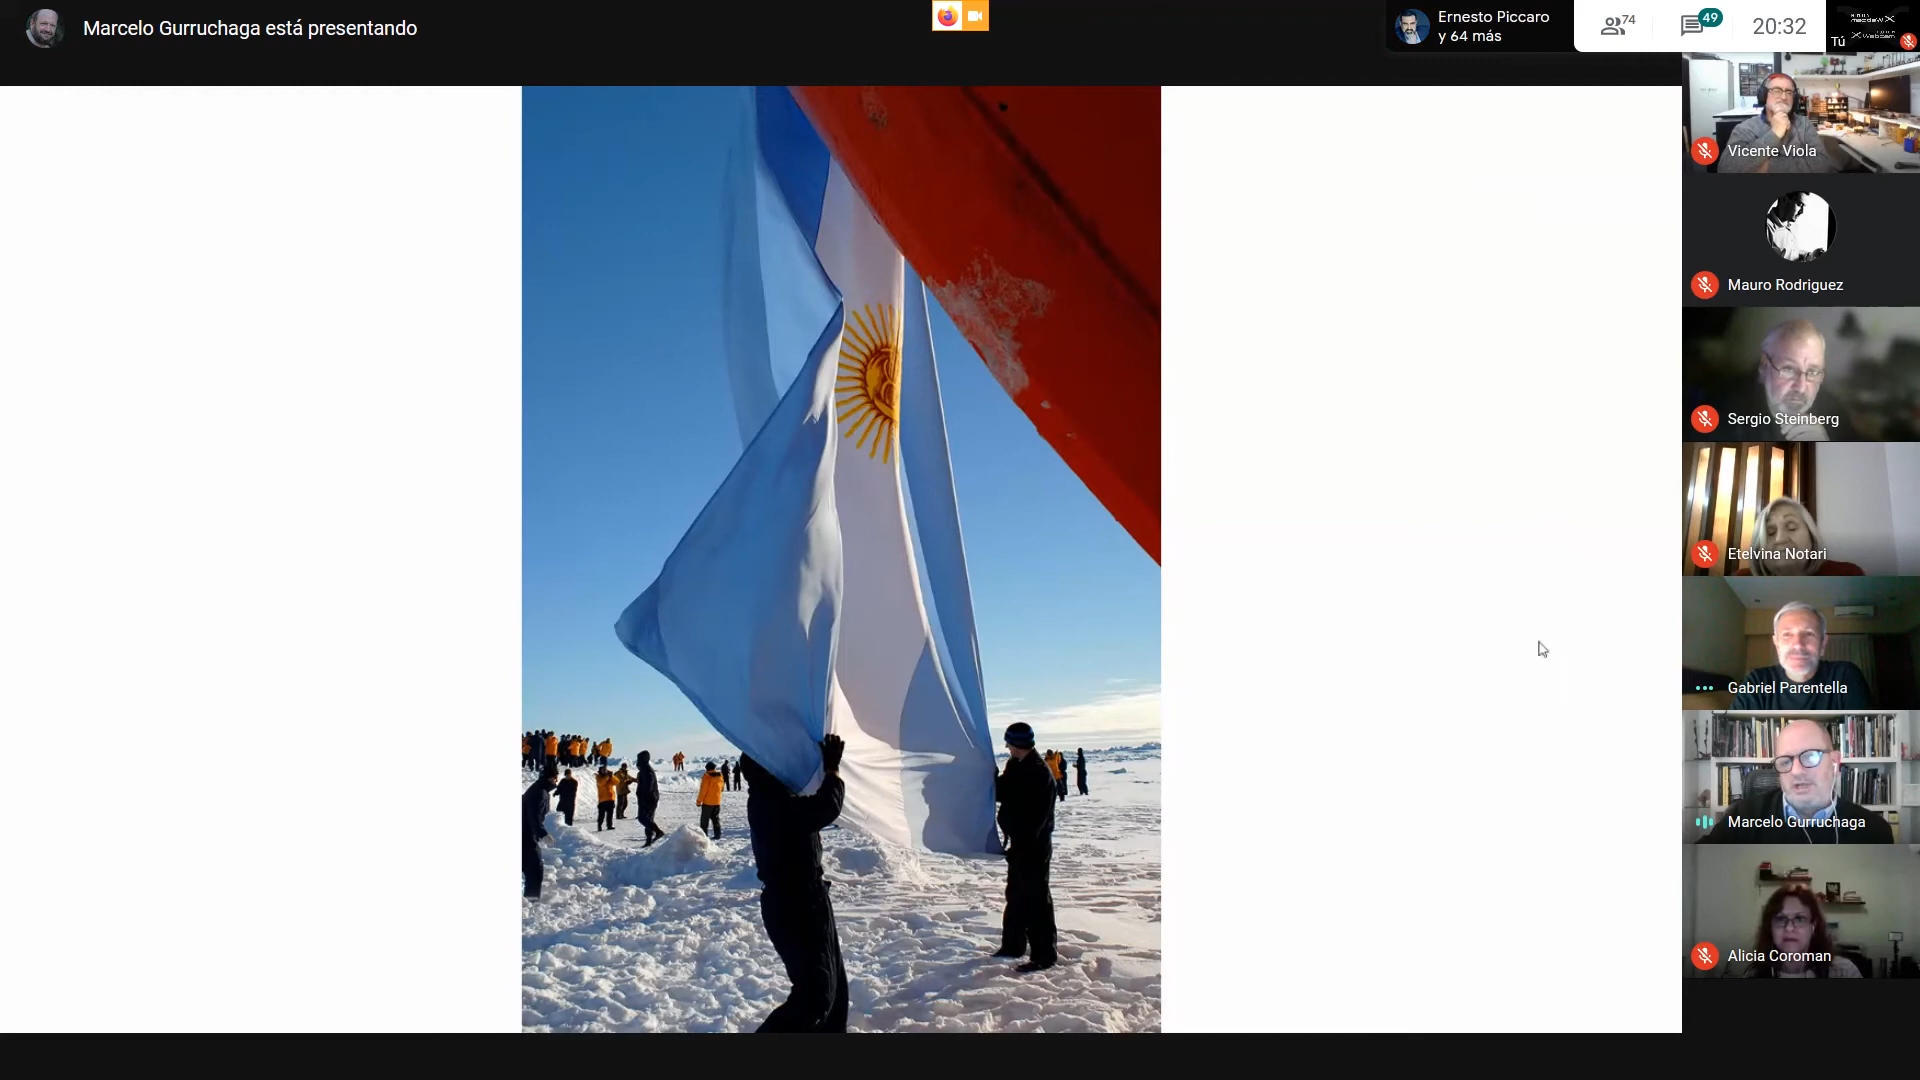 Marcelo Gurruchaga está presentando
Ernesto Piccaro
y 64 más
74
49
20:32
Tú
Vicente Viola
Mauro Rodriguez
Sergio Steinberg
Etelvina Notari
Gabriel Parentella
Marcelo Gurruchaga
Alicia Coroman